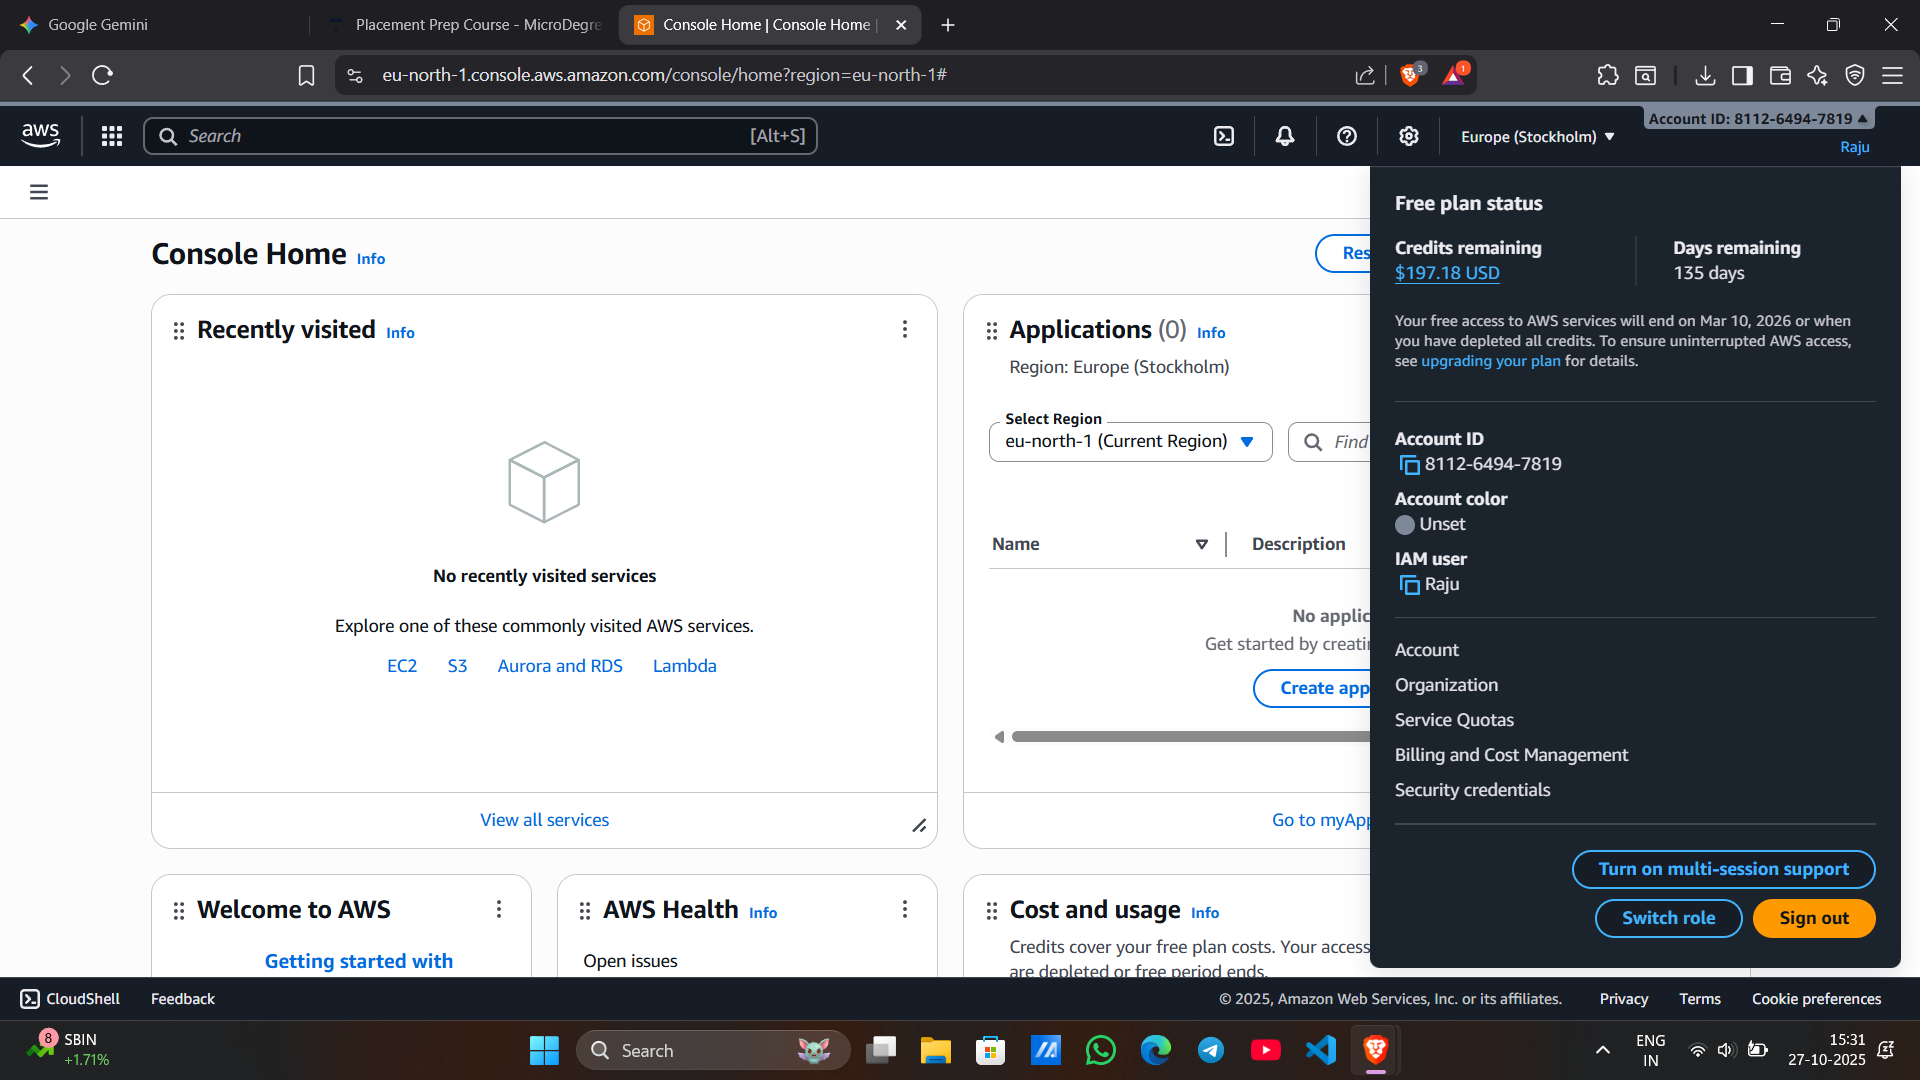 Google Gemini
Placement Prep Course - MicroDegre
Console Home | Console Home |
eu-north-1.console.aws.amazon.com/console/home?region=eu-north-1#
3
1
aws
Search [Alt+S]
Europe (Stockholm)
Account ID: 8112-6494-7819
Raju
Console Home Info
Res
Recently visited Info
No recently visited services
Explore one of these commonly visited AWS services.
EC2 S3 Aurora and RDS Lambda
View all services
Applications (0) Info
Region: Europe (Stockholm)
Select Region
eu-north-1 (Current Region)
Find
Name Description
No applic
Get started by creati
Create app
Go to myApp
Free plan status
Credits remaining
$197.18 USD
Days remaining
135 days
Your free access to AWS services will end on Mar 10, 2026 or when
you have depleted all credits. To ensure uninterrupted AWS access,
see upgrading your plan for details.
Account ID
8112-6494-7819
Account color
Unset
IAM user
Raju
Account
Organization
Service Quotas
Billing and Cost Management
Security credentials
Turn on multi-session support
Switch role
Sign out
Welcome to AWS
Getting started with
AWS Health Info
Open issues
Cost and usage Info
Credits cover your free plan costs. Your access
are depleted or free period ends.
CloudShell Feedback
© 2025, Amazon Web Services, Inc. or its affiliates. Privacy Terms Cookie preferences
8
SBIN
+1.71%
Search
ENG
IN
15:31
27-10-2025